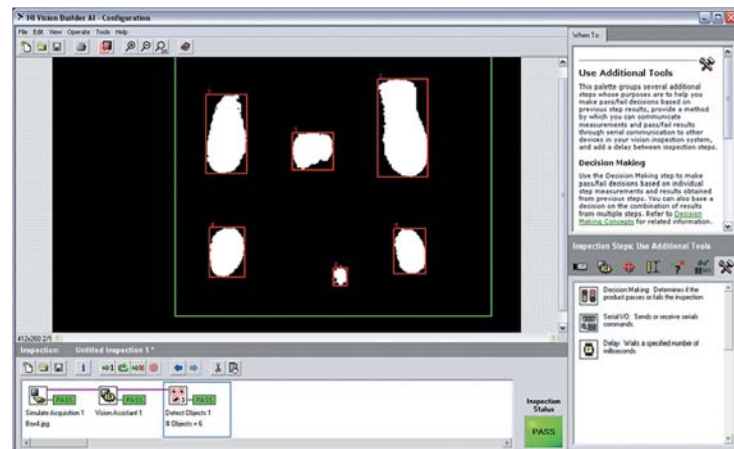 NI Vision Builder AI - Configuration
File Edit View Operate Tools Help
412x260 2/1
When To:
Use Additional Tools
This palette groups several additional
steps whose purposes are to help you
make pass/fail decisions based on
previous step results, provide a method
by which you can communicate
measurements and pass/fail results
through serial communication to other
devices in your vision inspection system,
and add a delay between inspection steps.
Decision Making
Use the Decision Making step to make
pass/fail decisions based on individual
step measurements and results obtained
from previous steps. You can also base a
decision on the combination of results
from multiple steps. Refer to Decision
Making Concepts for related information.
Inspection Steps: Use Additional Tools
Decision Making: Determines if the
product passes or fails the inspection
Serial I/O: Sends or receive serials
commands.
Delay: Waits a specified number of
milliseconds.
Inspection: Untitled Inspection 1 *
PASS
PASS
PASS
Simulate Acquisition 1
Vision Assistant 1
Detect Objects 1
Box4.jpg
# Objects = 6
Inspection
Status
PASS